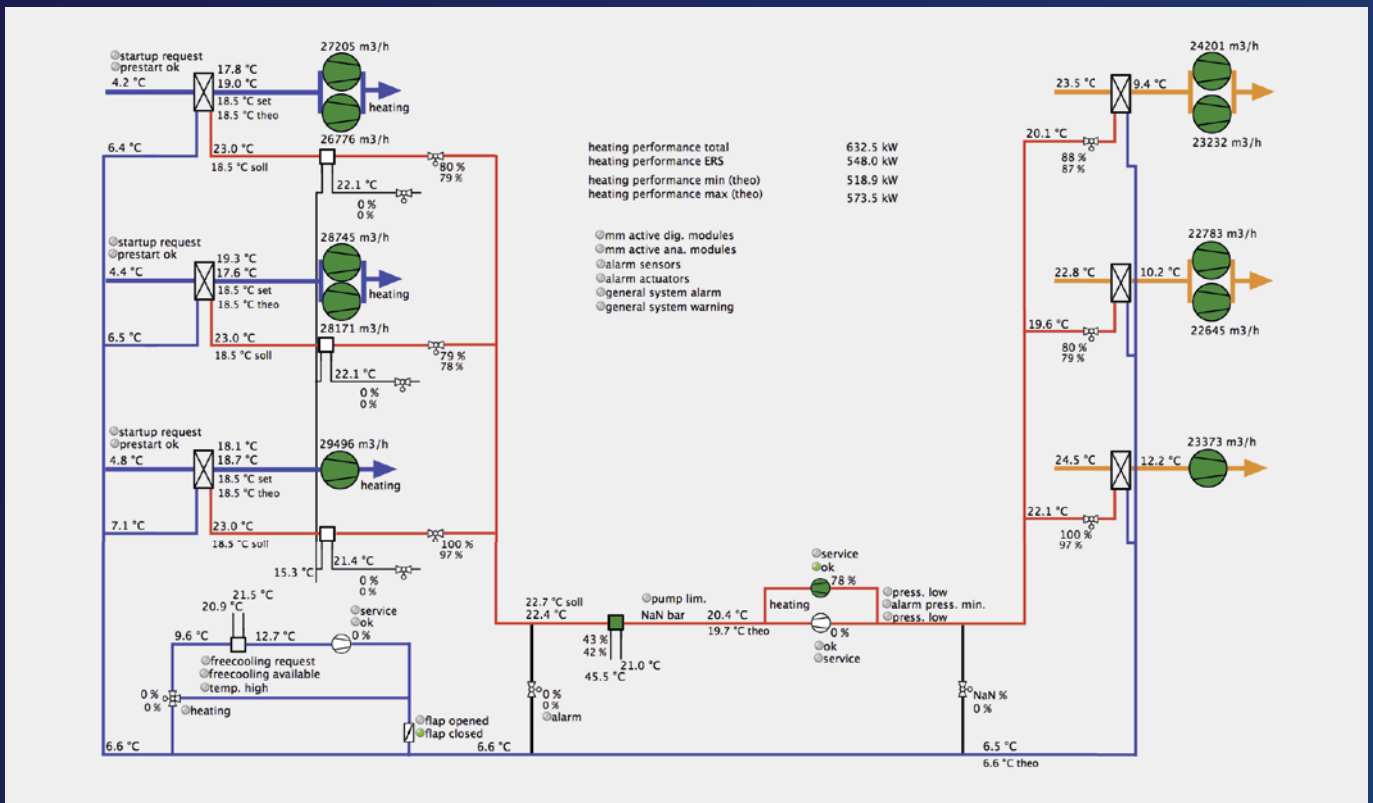 startup request
prestart ok
4.2 °C
17.8 °C
19.0 °C
18.5 °C set
18.5 °C theo
27205 m3/h
heating
26776 m3/h
6.4 °C
23.0 °C
18.5 °C soll
80 %
79 %
22.1 °C
0 %
0 %
startup request
prestart ok
4.4 °C
19.3 °C
17.6 °C
18.5 °C set
18.5 °C theo
28745 m3/h
heating
28171 m3/h
6.5 °C
23.0 °C
18.5 °C soll
79 %
78 %
22.1 °C
0 %
0 %
startup request
prestart ok
4.8 °C
18.1 °C
18.7 °C
18.5 °C set
18.5 °C theo
29496 m3/h
heating
7.1 °C
23.0 °C
18.5 °C soll
100 %
97 %
15.3 °C
21.4 °C
0 %
0 %
heating performance total 632.5 kW
heating performance ERS 548.0 kW
heating performance min (theo) 518.9 kW
heating performance max (theo) 573.5 kW
mm active dig. modules
mm active ana. modules
alarm sensors
alarm actuators
general system alarm
general system warning
24201 m3/h
23.5 °C
9.4 °C
23232 m3/h
20.1 °C
88 %
87 %
22783 m3/h
22.8 °C
10.2 °C
22645 m3/h
19.6 °C
80 %
79 %
23373 m3/h
24.5 °C
12.2 °C
22.1 °C
100 %
97 %
21.5 °C
20.9 °C
9.6 °C
12.7 °C
service
ok
0 %
freecooling request
freecooling available
temp. high
0 %
0 %
heating
flap opened
flap closed
6.6 °C
6.6 °C
22.7 °C soll
22.4 °C
43 %
42 %
21.0 °C
45.5 °C
0 %
0 %
alarm
pump lim.
NaN bar
20.4 °C
19.7 °C theo
service
ok
78 %
heating
0 %
ok
service
press. low
alarm press. min.
press. low
NaN %
0 %
6.5 °C
6.6 °C theo